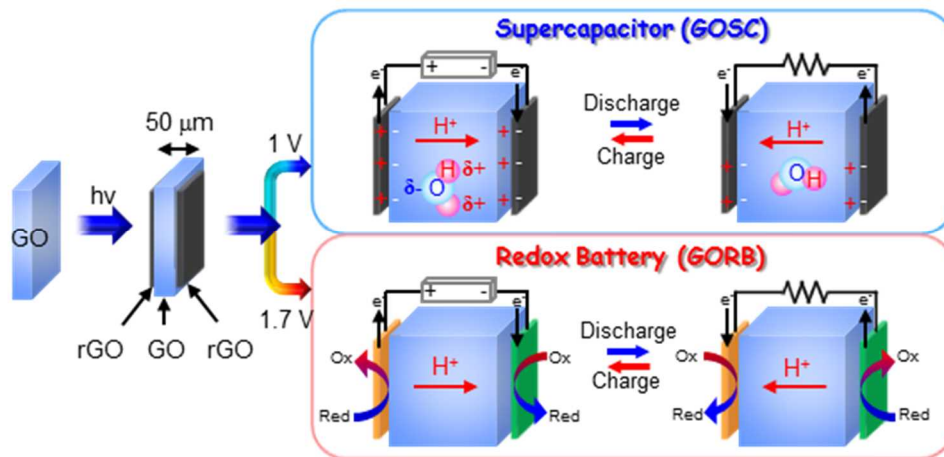 Supercapacitor (GOSC)
+ -
e- e-
50 μm
1 V
H+
Discharge
Charge
H+
+ - - +
+ - - +
+ - - +
H δ+
δ- O
δ+
O H
e- e-
+ - + -
+ - + -
GO
hν
rGO GO rGO
1.7 V
Redox Battery (GORB)
+ -
e- e-
Discharge
Charge
e- e-
Ox H+ Ox
Red Red
Ox H+ Ox
Red Red